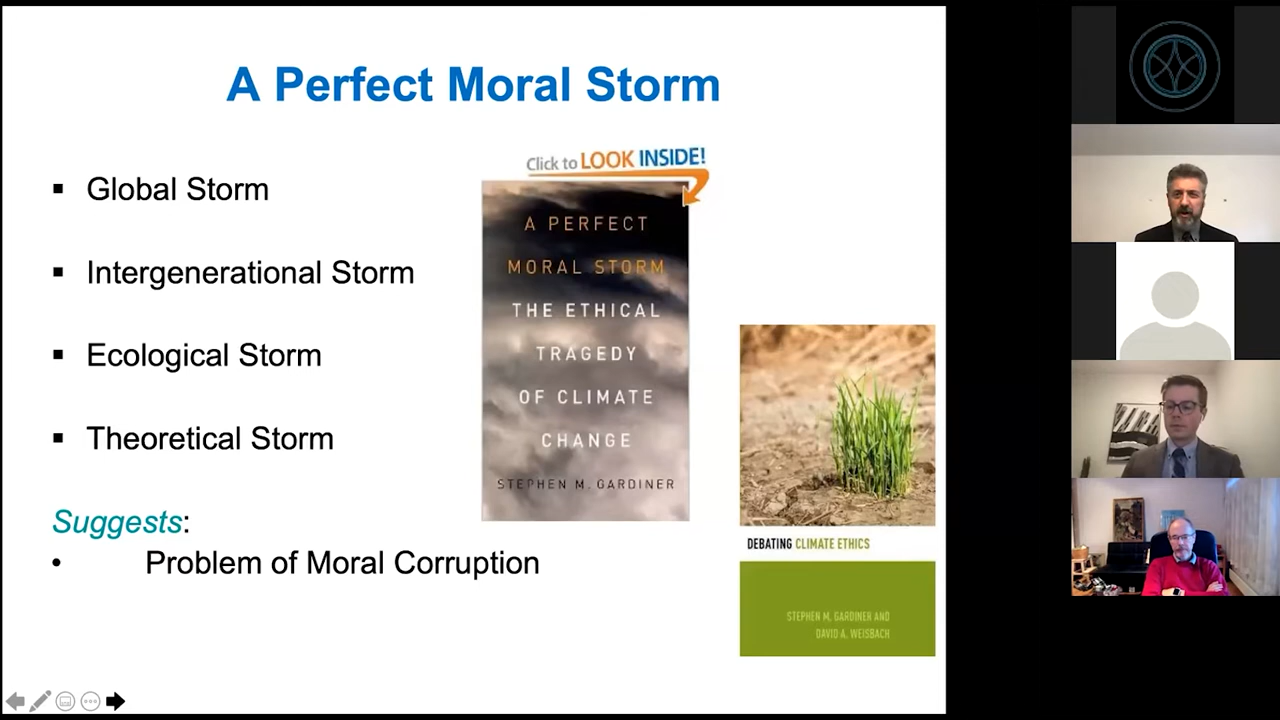 A Perfect Moral Storm
▪ Global Storm
▪ Intergenerational Storm
▪ Ecological Storm
▪ Theoretical Storm
Suggests:
• Problem of Moral Corruption
Click to LOOK INSIDE!
A PERFECT
MORAL STORM
THE ETHICAL
TRAGEDY
OF CLIMATE
CHANGE
STEPHEN M. GARDINER
DEBATING CLIMATE ETHICS
STEPHEN M. GARDINER AND
DAVID A. WEISBACH